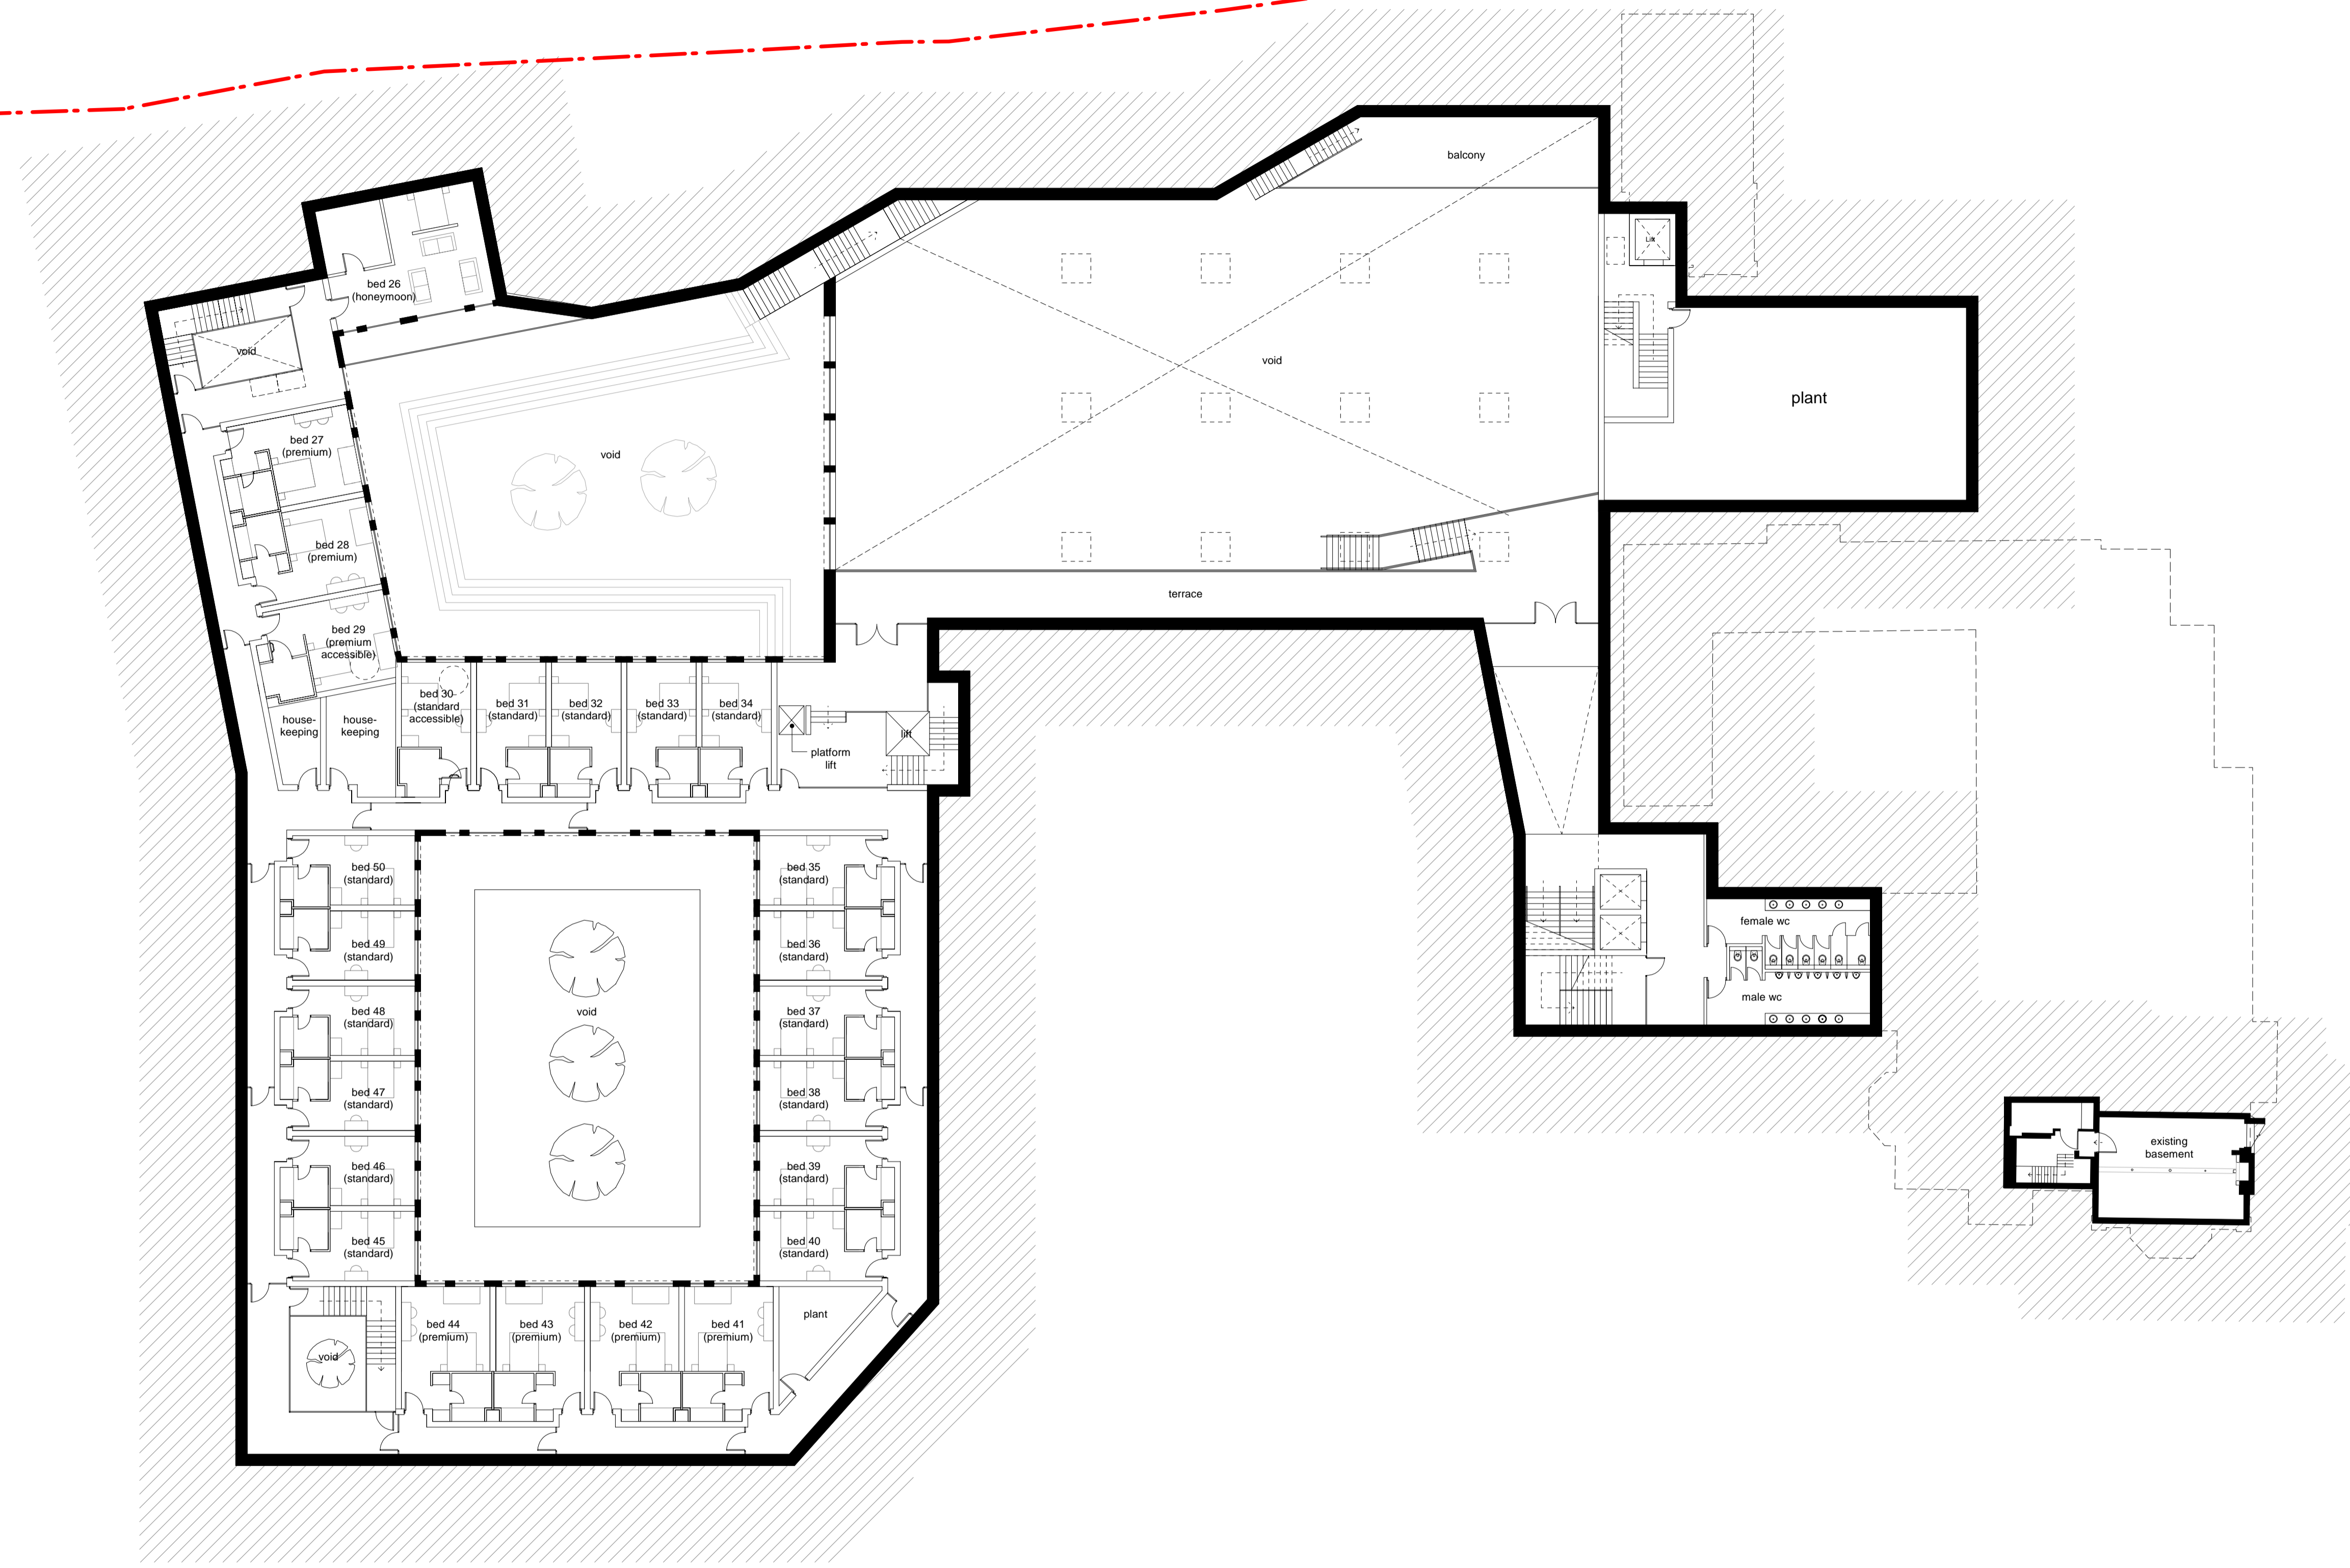 balcony
Lift
bed 26
(honeymoon)
void
void
plant
bed 27
(premium)
void
bed 28
(premium)
terrace
bed 29
(premium
accessible)
bed 30
(standard
accessible)
bed 31
(standard)
bed 32
(standard)
bed 33
(standard)
bed 34
(standard)
house-
keeping
house-
keeping
lift
platform
lift
bed 50
(standard)
bed 35
(standard)
female wc
bed 49
(standard)
bed 36
(standard)
male wc
bed 48
(standard)
void
bed 37
(standard)
bed 47
(standard)
bed 38
(standard)
existing
basement
bed 46
(standard)
bed 39
(standard)
bed 45
(standard)
bed 40
(standard)
plant
bed 44
(premium)
bed 43
(premium)
bed 42
(premium)
bed 41
(premium)
void